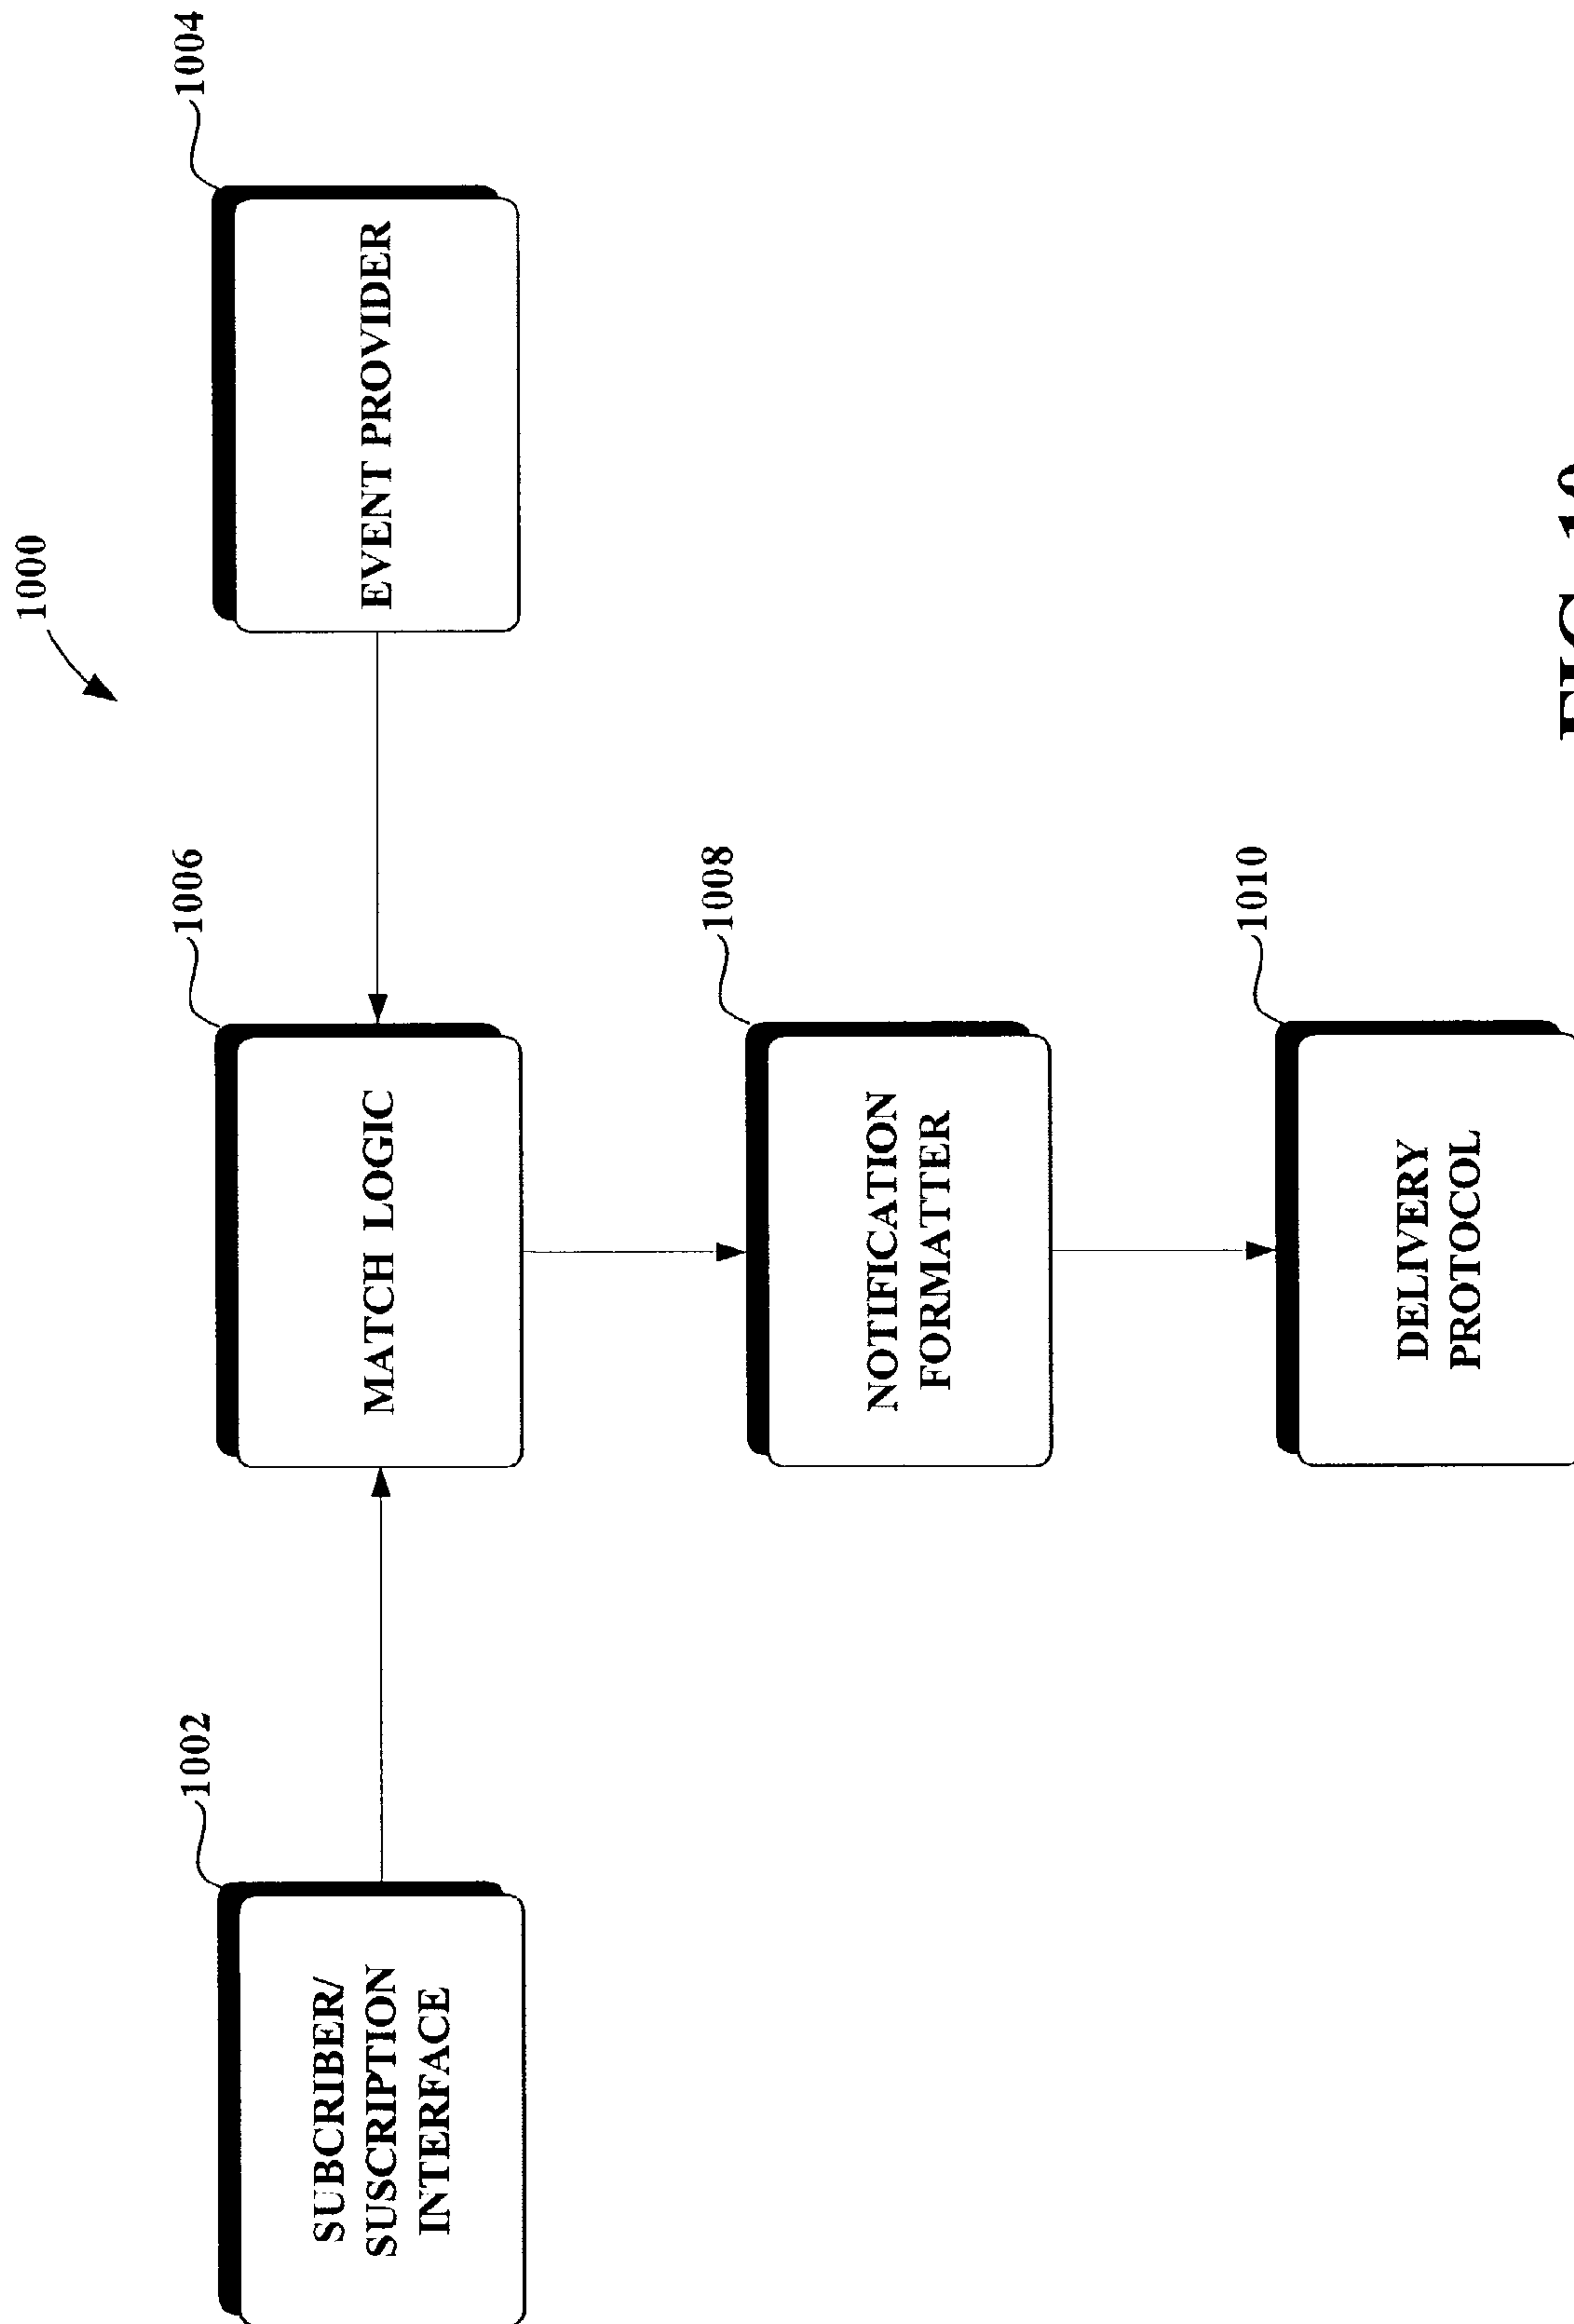 1000
1002
1006
1004
SUBCRIBER/
SUSCRIPTION
INTERFACE
MATCH LOGIC
EVENT PROVIDER
1008
NOTIFICATION
FORMATTER
1010
DELIVERY
PROTOCOL